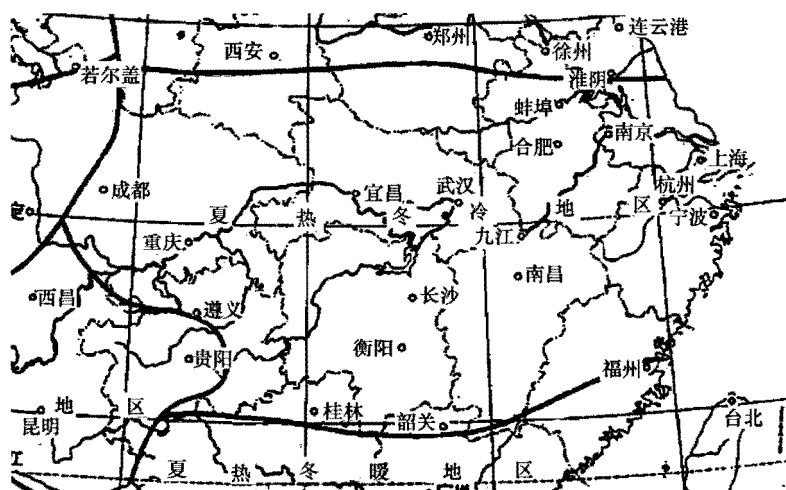 连云港
郑州
西安
徐州
若尔盖
淮阴
蚌埠
南京
合肥
上海
成都
宜昌
武汉
杭州
夏热冬冷地区
宁波
重庆
九江
南昌
西昌
长沙
遵义
衡阳
贵阳
福州
地区
桂林
韶关
台北
昆明
夏热冬暖地区